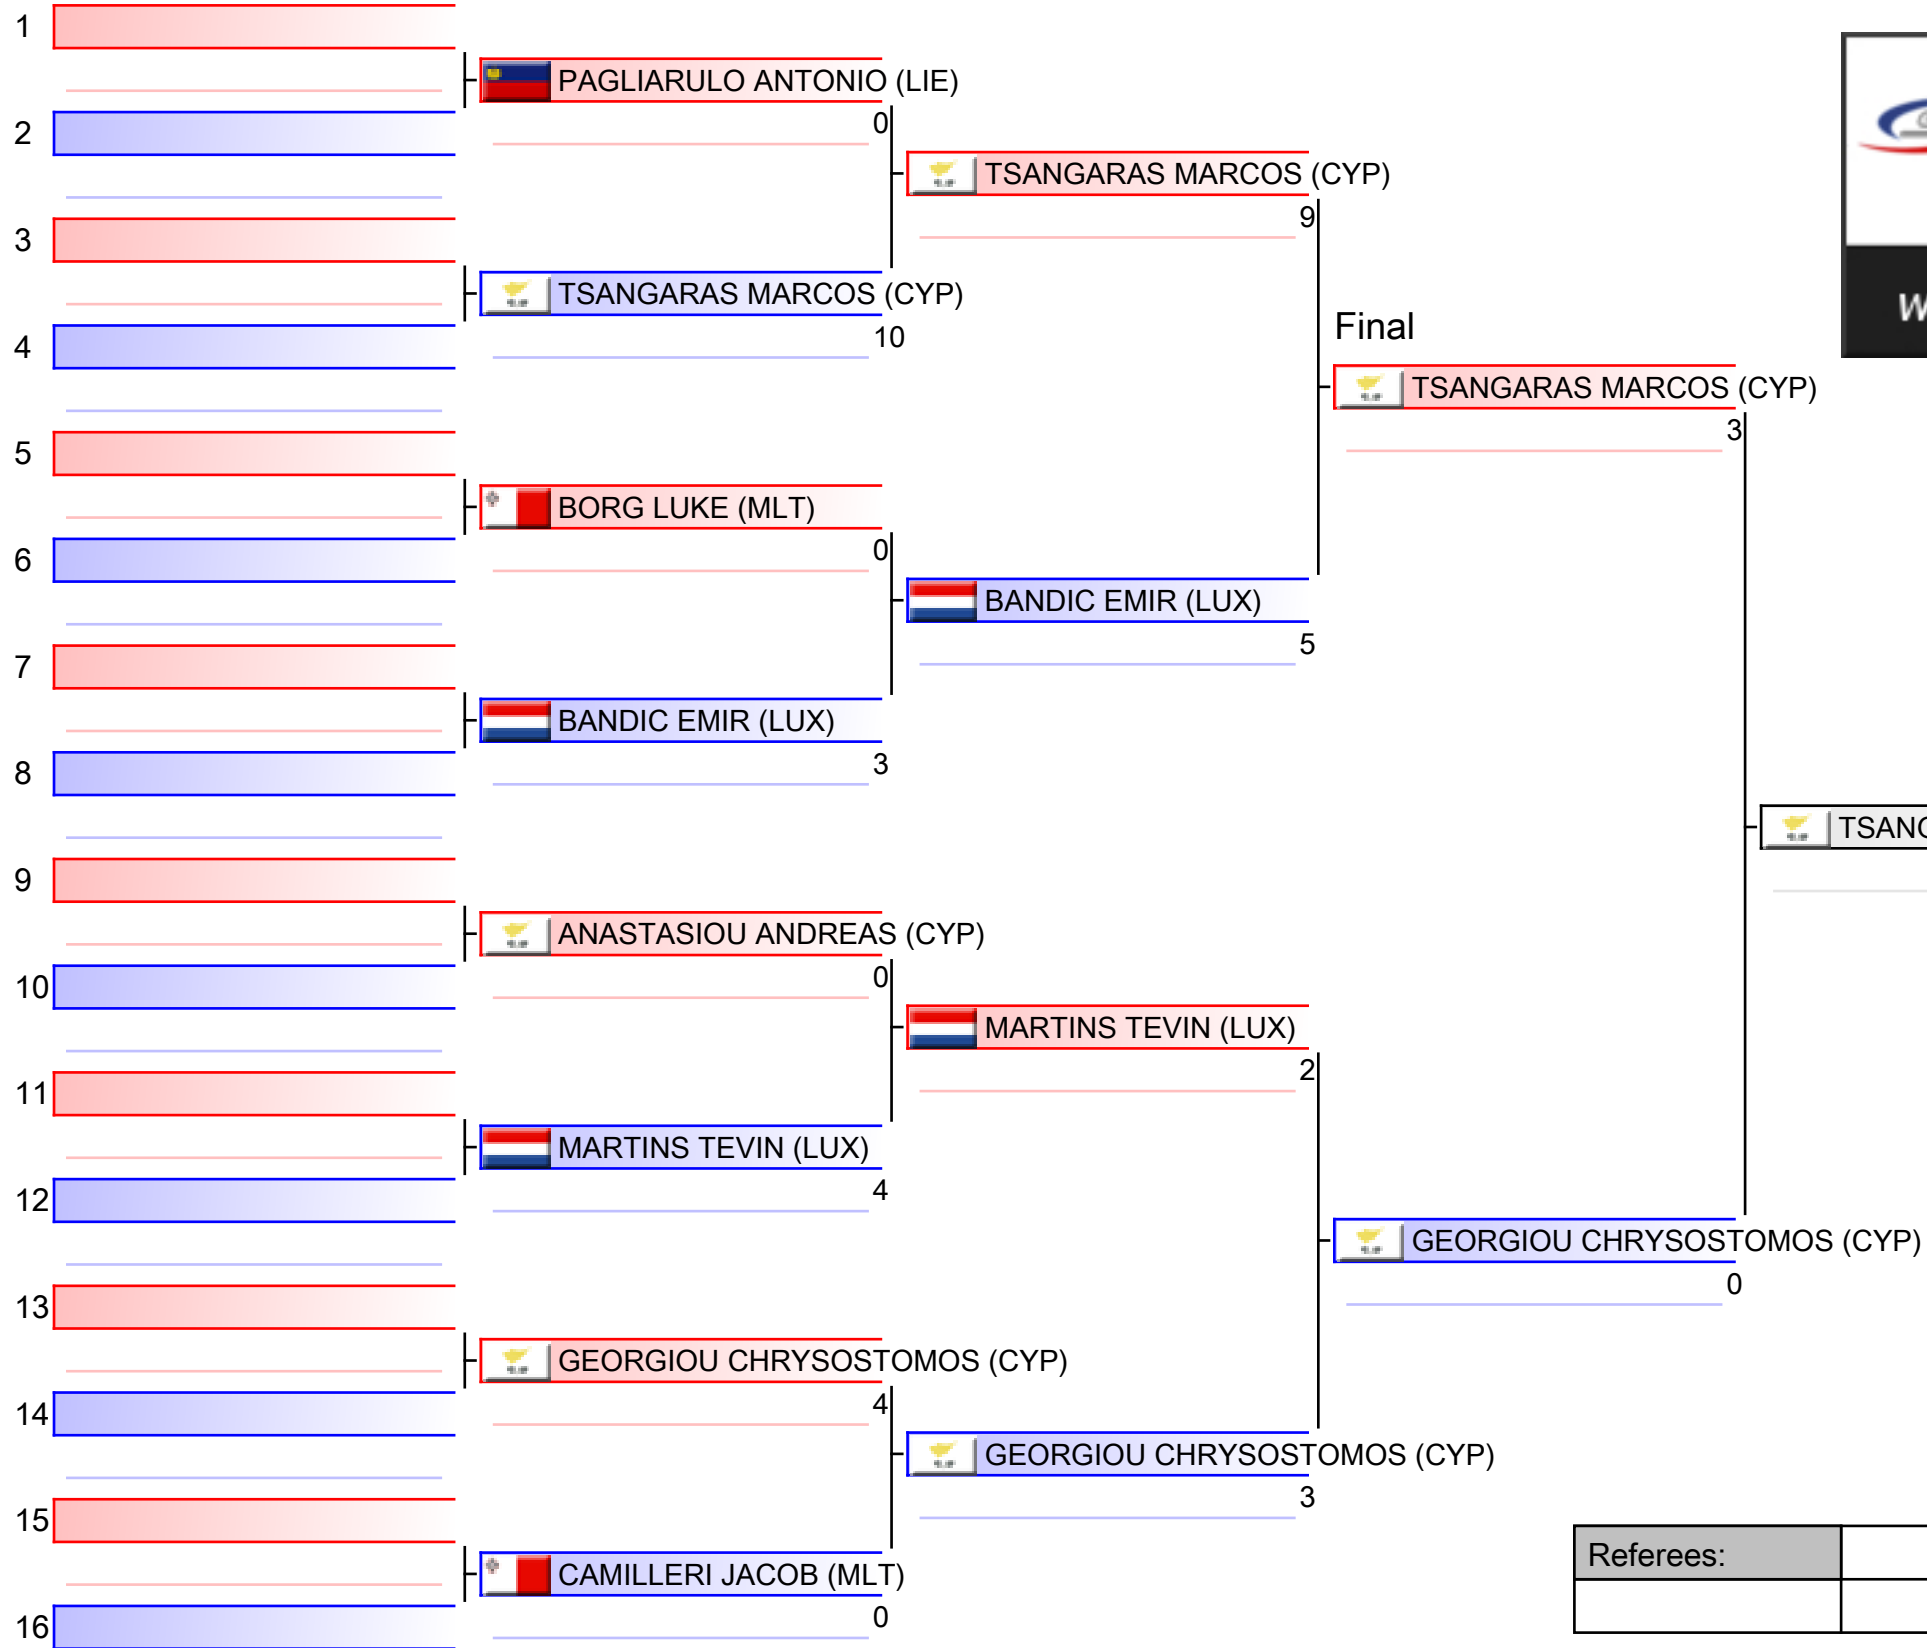 1
PAGLIARULO ANTONIO (LIE)
0
2
TSANGARAS MARCOS (CYP)
9
3
TSANGARAS MARCOS (CYP)
10
4
Final
TSANGARAS MARCOS (CYP)
3
5
BORG LUKE (MLT)
0
6
BANDIC EMIR (LUX)
5
7
BANDIC EMIR (LUX)
3
8
9
ANASTASIOU ANDREAS (CYP)
0
10
MARTINS TEVIN (LUX)
2
11
MARTINS TEVIN (LUX)
4
12
GEORGIOU CHRYSOSTOMOS (CYP)
0
13
GEORGIOU CHRYSOSTOMOS (CYP)
4
14
GEORGIOU CHRYSOSTOMOS (CYP)
3
15
CAMILLERI JACOB (MLT)
0
16
Referees: